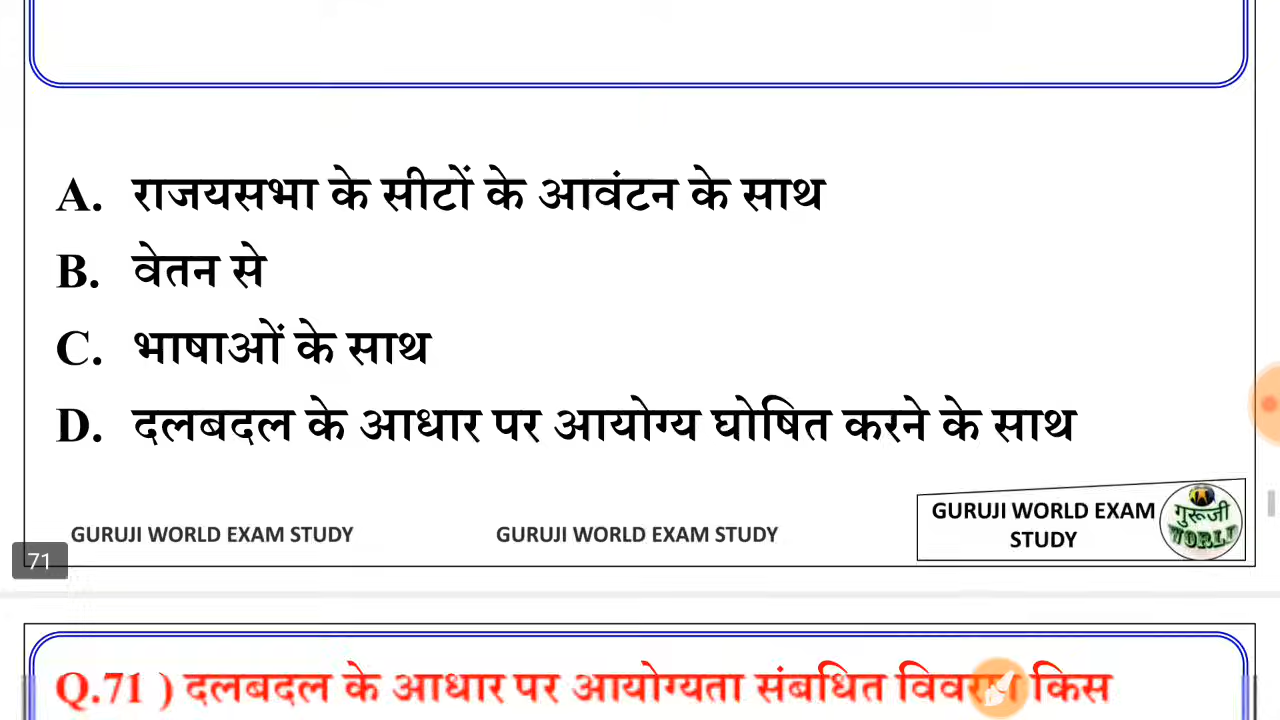 A. राजयसभा के सीटों के आवंटन के साथ
B. वेतन से
C. भाषाओं के साथ
D. दलबदल के आधार पर आयोग्य घोषित करने के साथ
GURUJI WORLD EXAM STUDY
GURUJI WORLD EXAM STUDY
GURUJI WORLD EXAM
STUDY
गुरूजी
WORLD
71
Q.71 ) दलबदल के आधार पर आयोग्यता संबधित विवरण किस